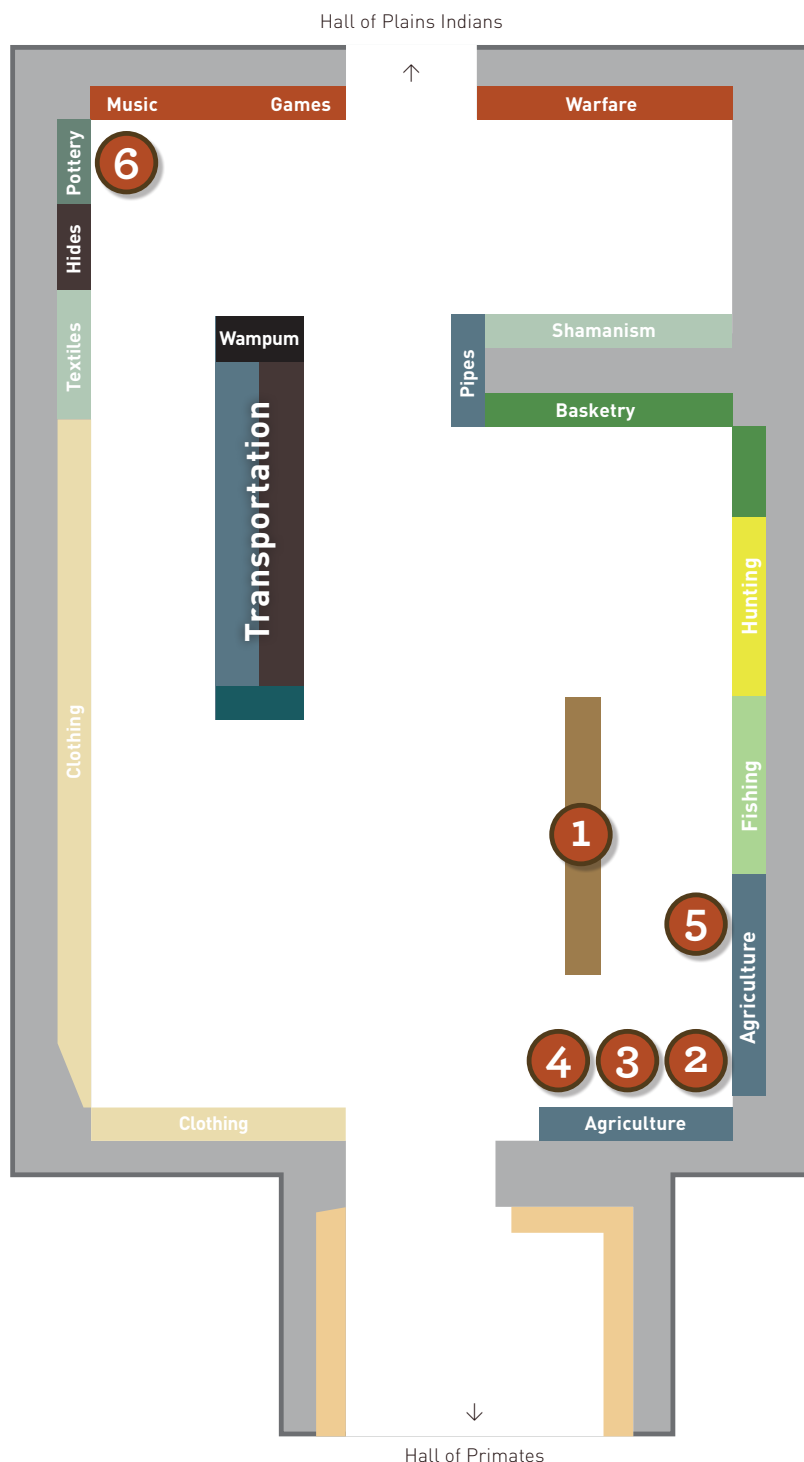 Hall of Plains Indians
Music
Games
Warfare
Pottery
6
Hides
Textiles
Wampum
Transportation
Pipes
Shamanism
Basketry
Clothing
Hunting
Fishing
1
5
Agriculture
4
3
2
Clothing
Agriculture
Hall of Primates